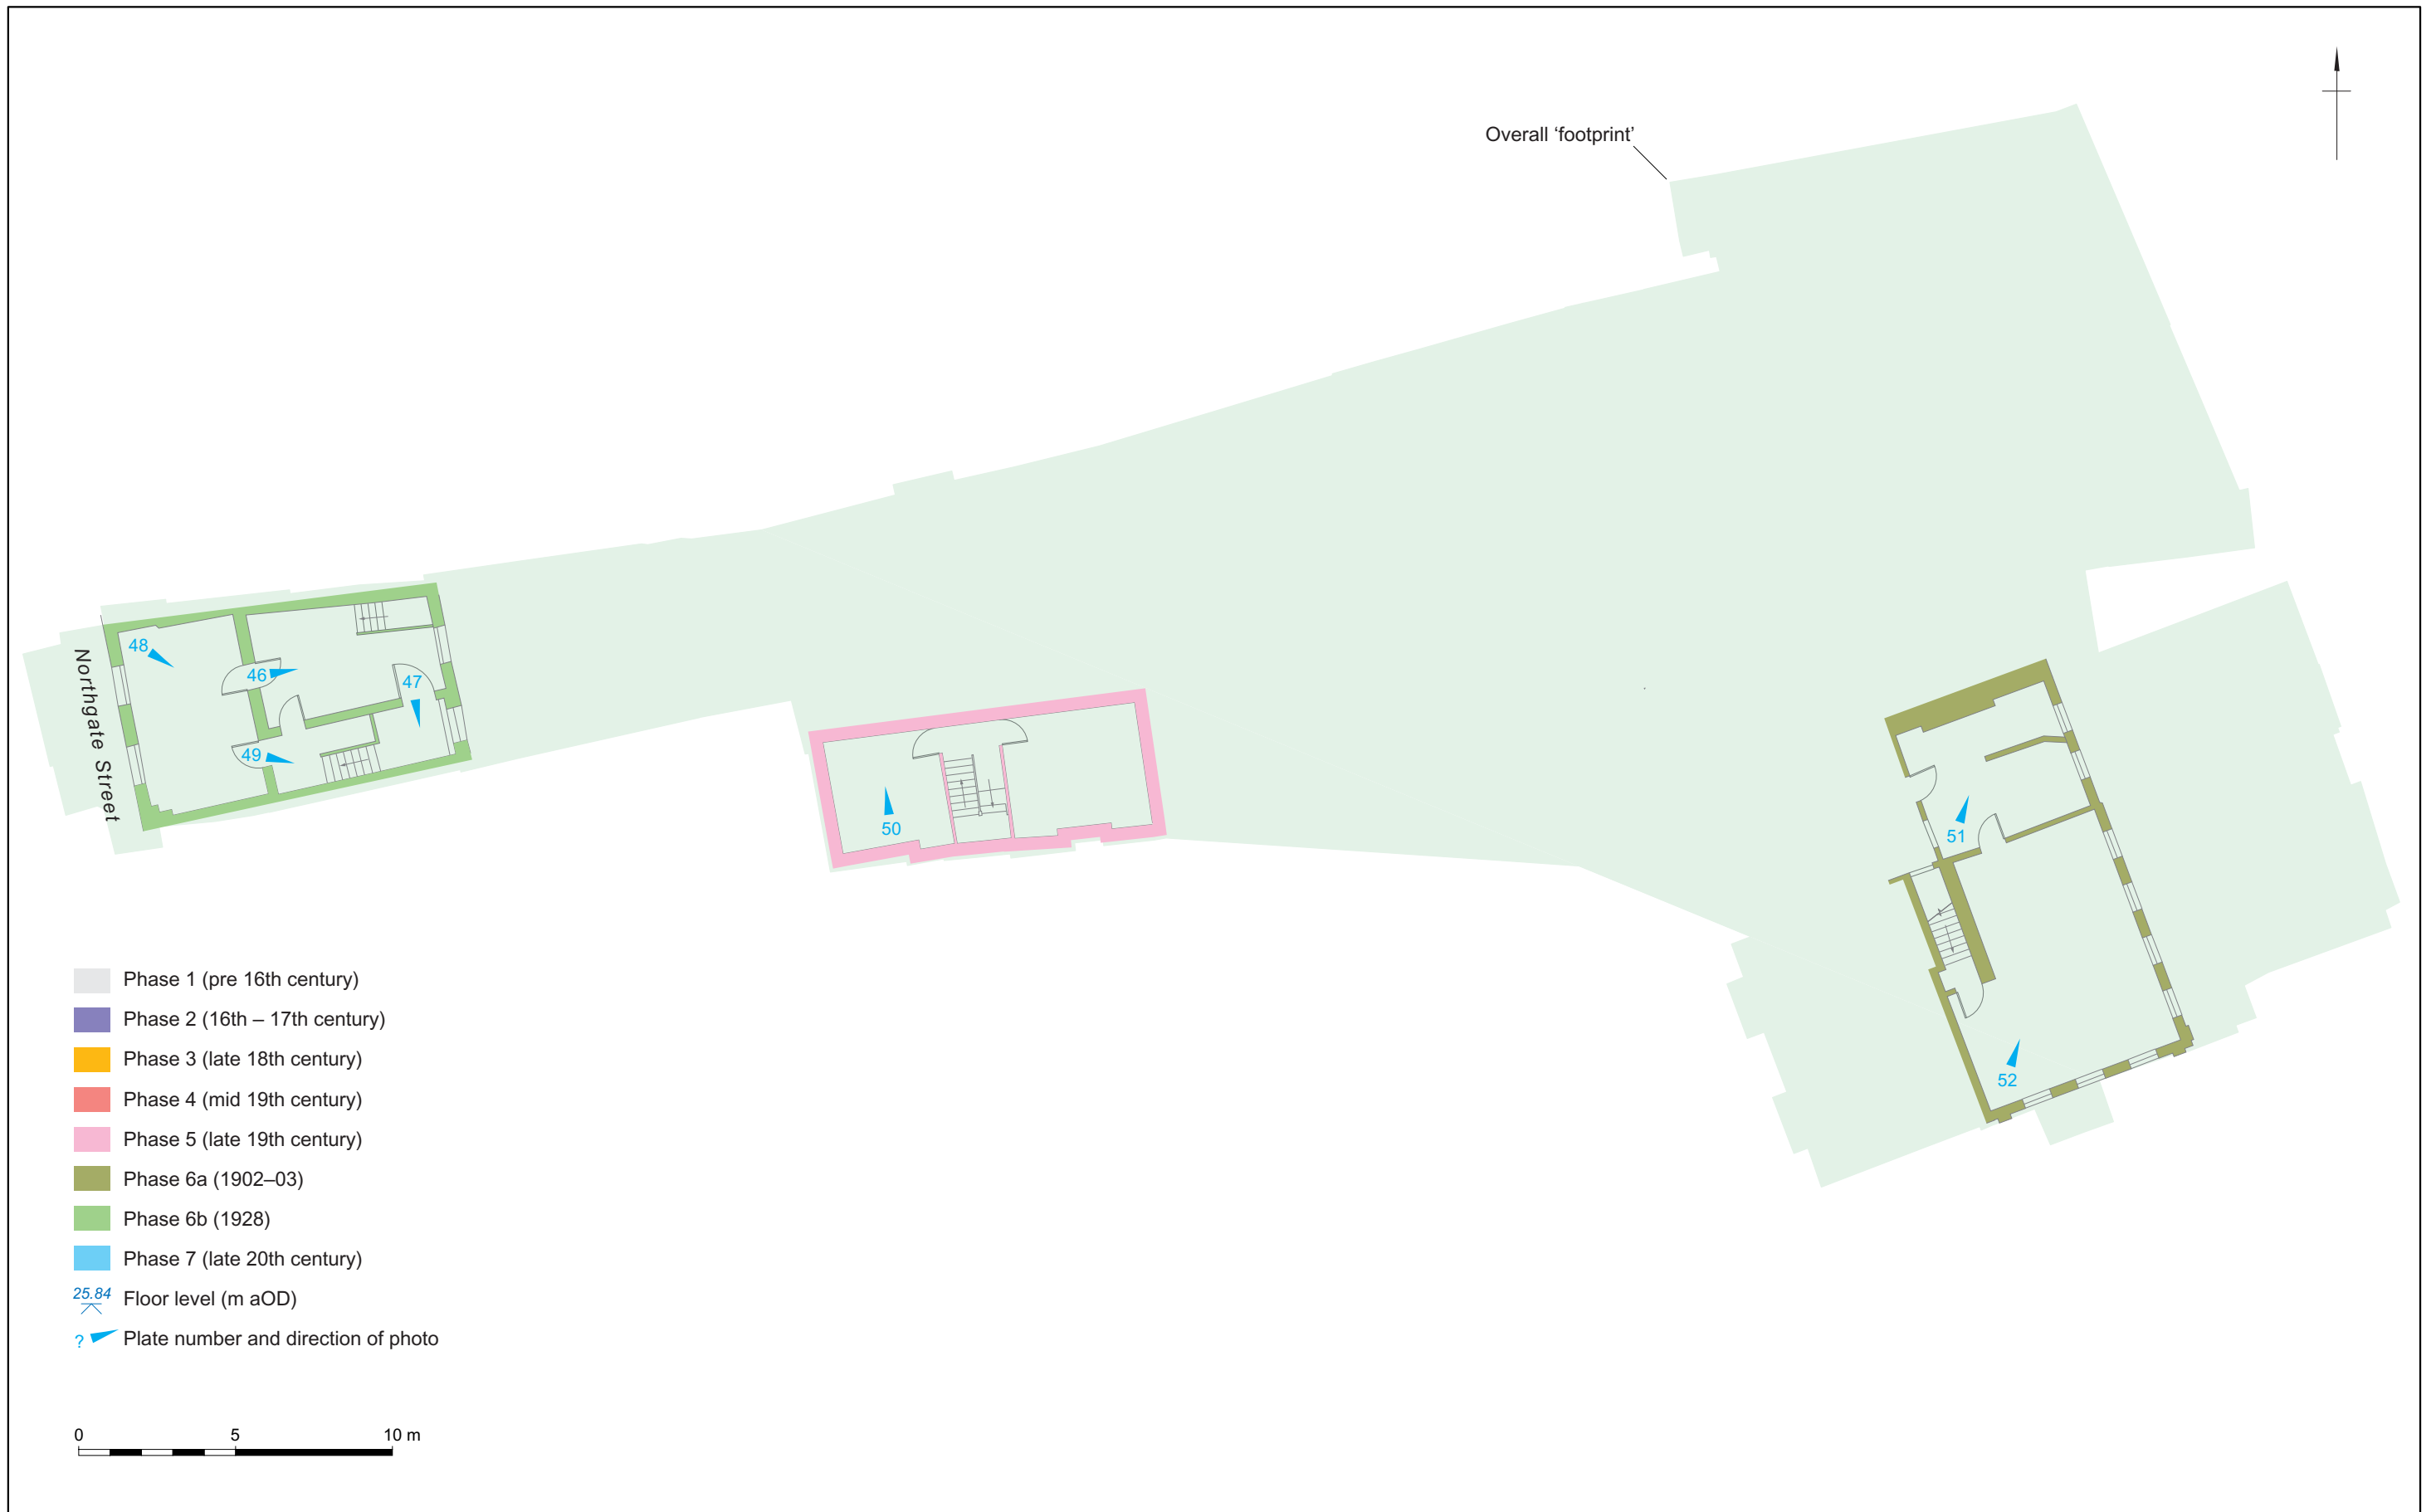 Overall ‘footprint’
48
46
47
49
Northgate Street
50
51
52
Phase 1 (pre 16th century)
Phase 2 (16th – 17th century)
Phase 3 (late 18th century)
Phase 4 (mid 19th century)
Phase 5 (late 19th century)
Phase 6a (1902–03)
Phase 6b (1928)
Phase 7 (late 20th century)
25.84 Floor level (m aOD)
? Plate number and direction of photo
0 5 10 m